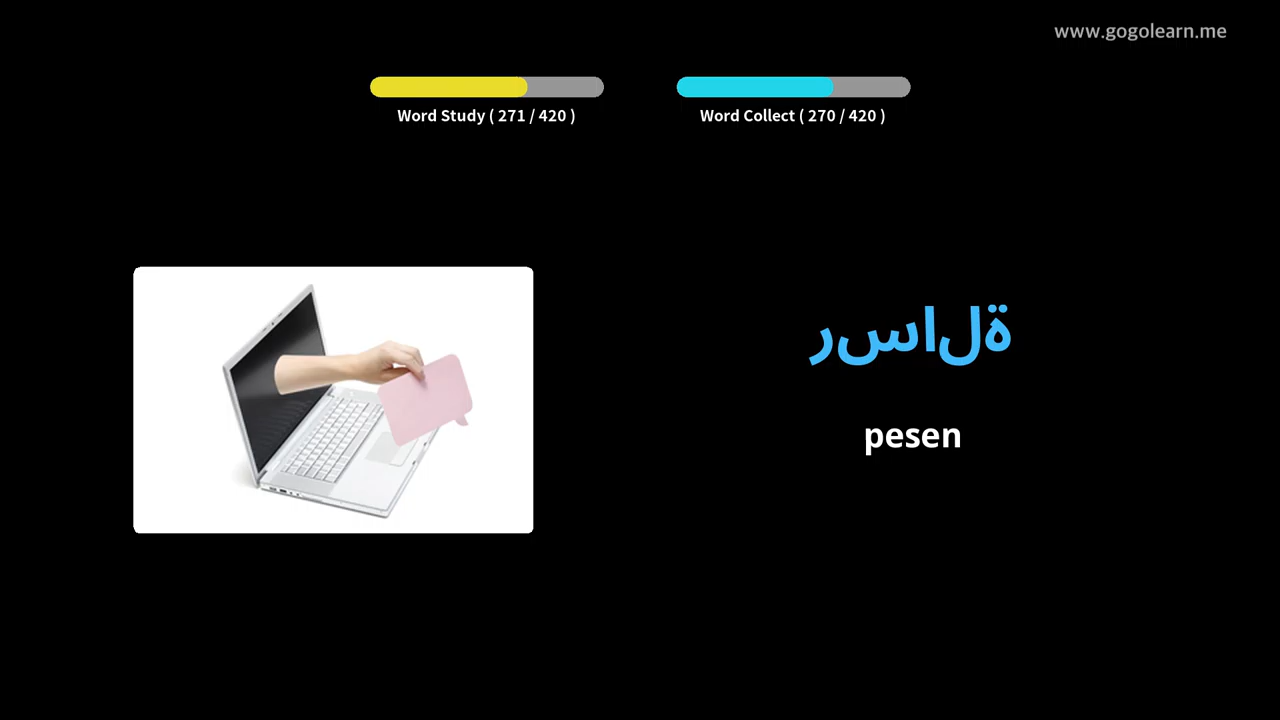 www.gogolearn.me
Word Study ( 271 / 420 )
Word Collect ( 270 / 420 )
رسالة
pesen